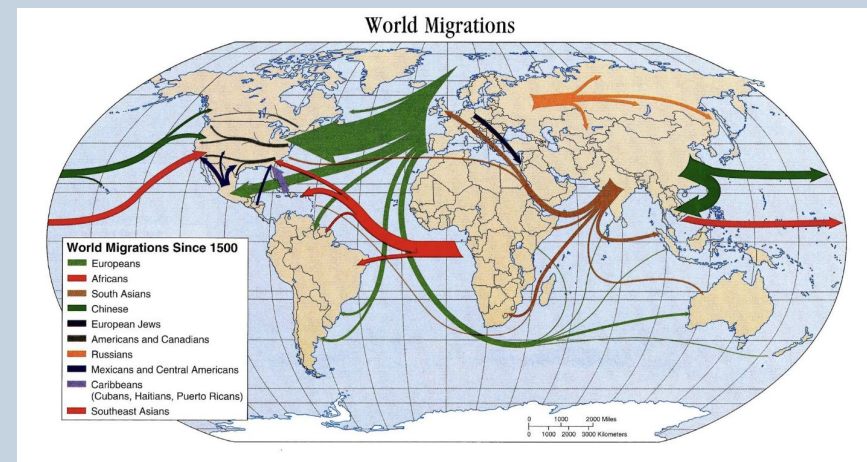 World Migrations
World Migrations Since 1500
Europeans
Africans
South Asians
Chinese
European Jews
Americans and Canadians
Russians
Mexicans and Central Americans
Caribbeans
(Cubans, Haitians, Puerto Ricans)
Southeast Asians
0 1000 2000 Miles
0 1000 2000 3000 Kilometers